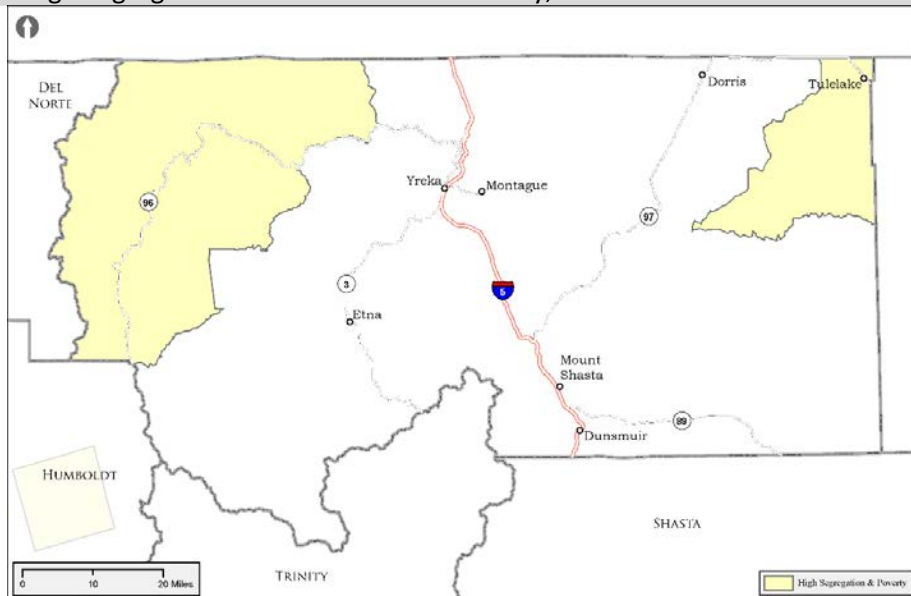 DEL
NORTE
Dorris
Tulelake
Yreka
Montague
96
97
3
5
Etna
Mount
Shasta
Dunsmuir
89
HUMBOLDT
SHASTA
TRINITY
0 10 20 Miles
High Segregation & Poverty